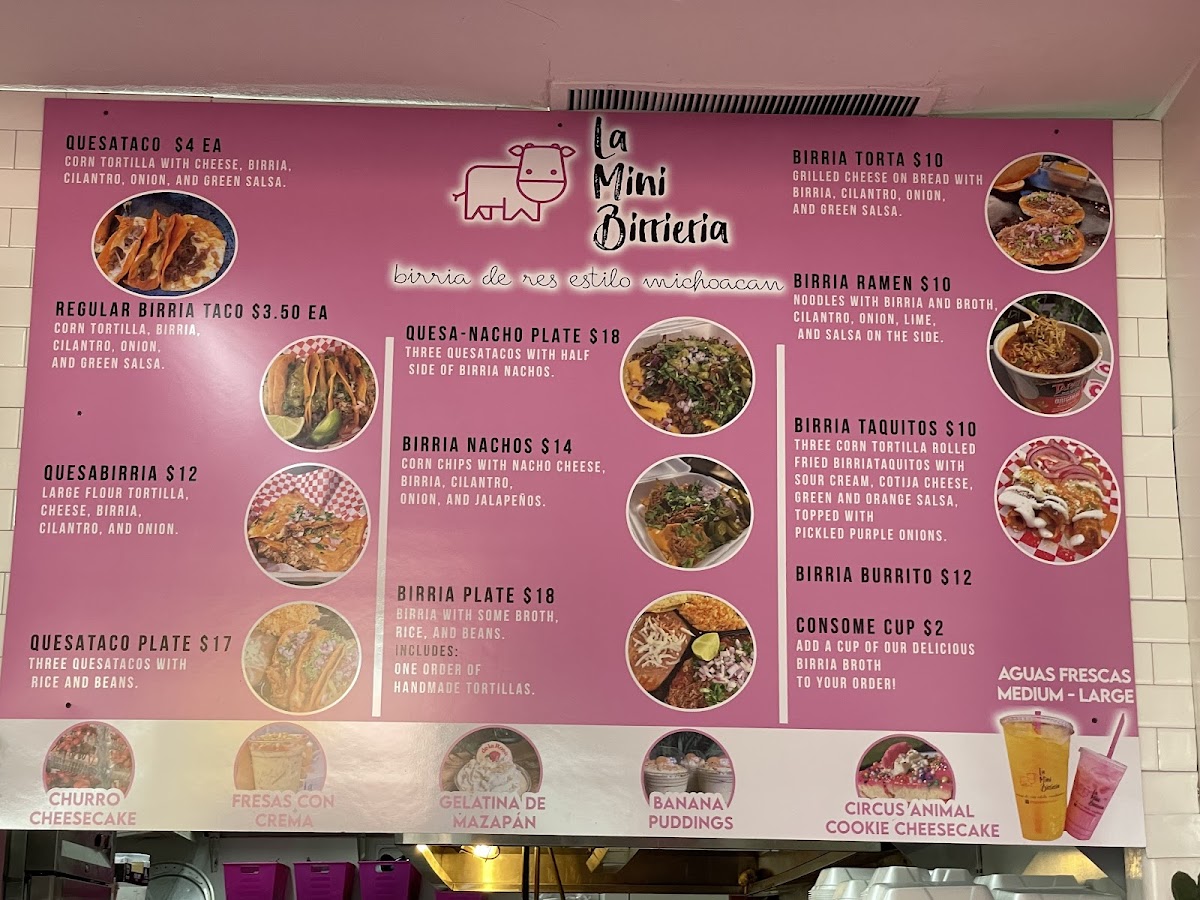 La
Mini
Birrieria
birria de res estilo michoacan
QUESATACO $4 EA
CORN TORTILLA WITH CHEESE, BIRRIA,
CILANTRO, ONION, AND GREEN SALSA.
REGULAR BIRRIA TACO $3.50 EA
CORN TORTILLA, BIRRIA,
CILANTRO, ONION,
AND GREEN SALSA.
QUESABIRRIA $12
LARGE FLOUR TORTILLA,
CHEESE, BIRRIA,
CILANTRO, AND ONION.
QUESATACO PLATE $17
THREE QUESATACOS WITH
RICE AND BEANS.
QUESA-NACHO PLATE $18
THREE QUESATACOS WITH HALF
SIDE OF BIRRIA NACHOS.
BIRRIA NACHOS $14
CORN CHIPS WITH NACHO CHEESE,
BIRRIA, CILANTRO,
ONION, AND JALAPEÑOS.
BIRRIA PLATE $18
BIRRIA WITH SOME BROTH,
RICE, AND BEANS.
INCLUDES:
ONE ORDER OF
HANDMADE TORTILLAS.
BIRRIA TORTA $10
GRILLED CHEESE ON BREAD WITH
BIRRIA, CILANTRO, ONION,
AND GREEN SALSA.
BIRRIA RAMEN $10
NOODLES WITH BIRRIA AND BROTH,
CILANTRO, ONION, LIME,
AND SALSA ON THE SIDE.
BIRRIA TAQUITOS $10
THREE CORN TORTILLA ROLLED
FRIED BIRRIATAQUITOS WITH
SOUR CREAM, COTIJA CHEESE,
GREEN AND ORANGE SALSA,
TOPPED WITH
PICKLED PURPLE ONIONS.
BIRRIA BURRITO $12
CONSOME CUP $2
ADD A CUP OF OUR DELICIOUS
BIRRIA BROTH
TO YOUR ORDER!
AGUAS FRESCAS
MEDIUM - LARGE
La
Mini
Birrieria
La
Mini
Birrieria
CHURRO
CHEESECAKE
FRESAS CON
CREMA
GELATINA DE
MAZAPÁN
BANANA
PUDDINGS
CIRCUS ANIMAL
COOKIE CHEESECAKE